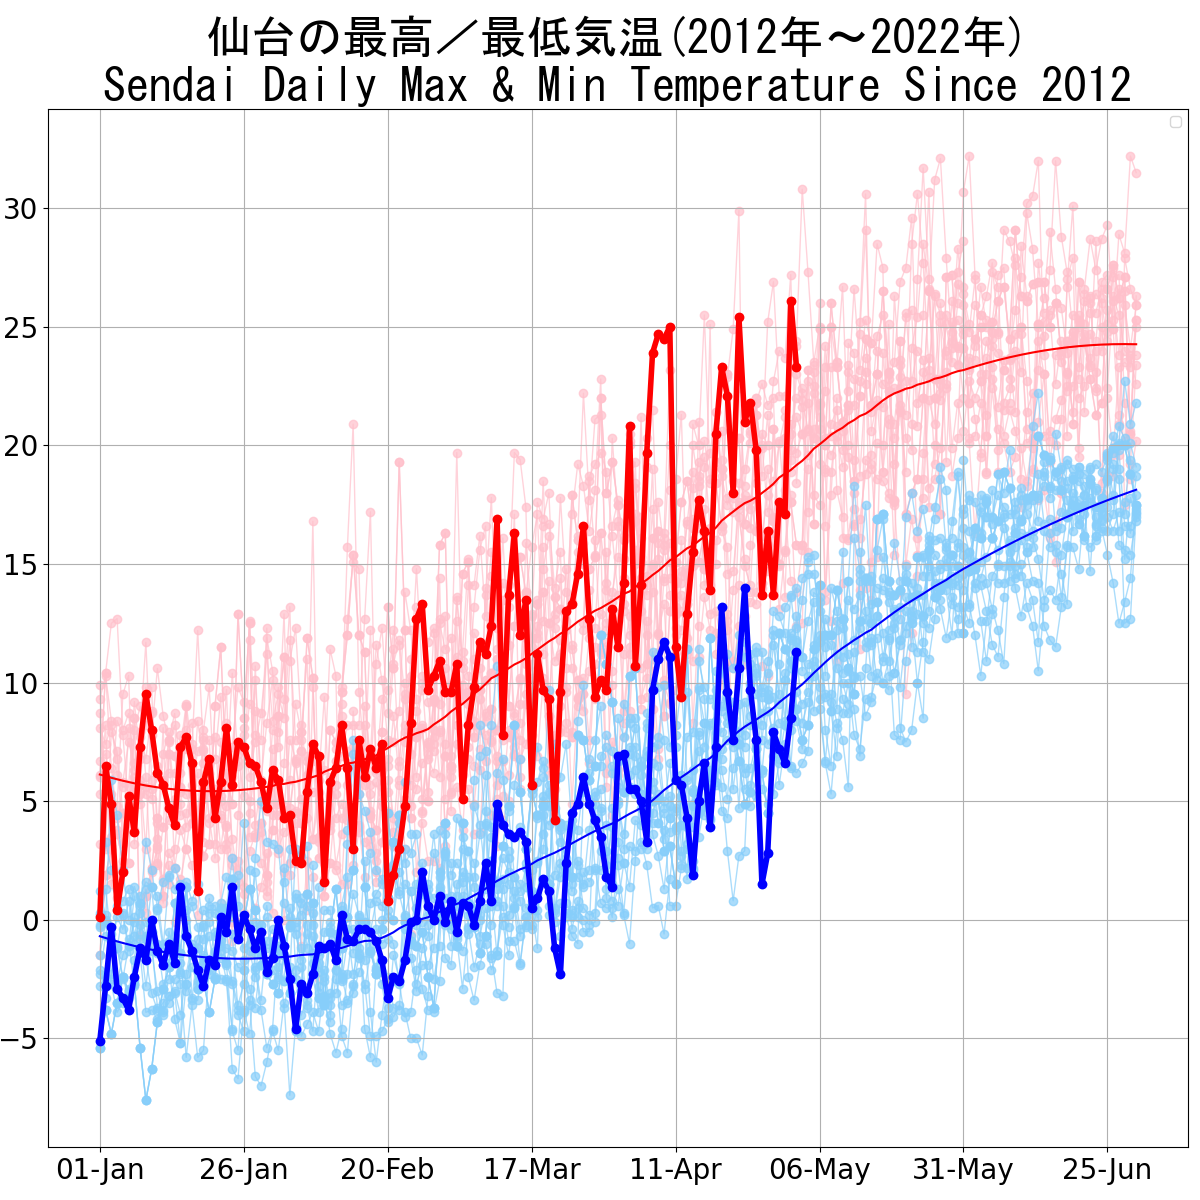 仙台の最高／最低気温(2012年～2022年)
Sendai Daily Max & Min Temperature Since 2012
30
25
20
15
10
5
0
−5
01-Jan 26-Jan 20-Feb 17-Mar 11-Apr 06-May 31-May 25-Jun